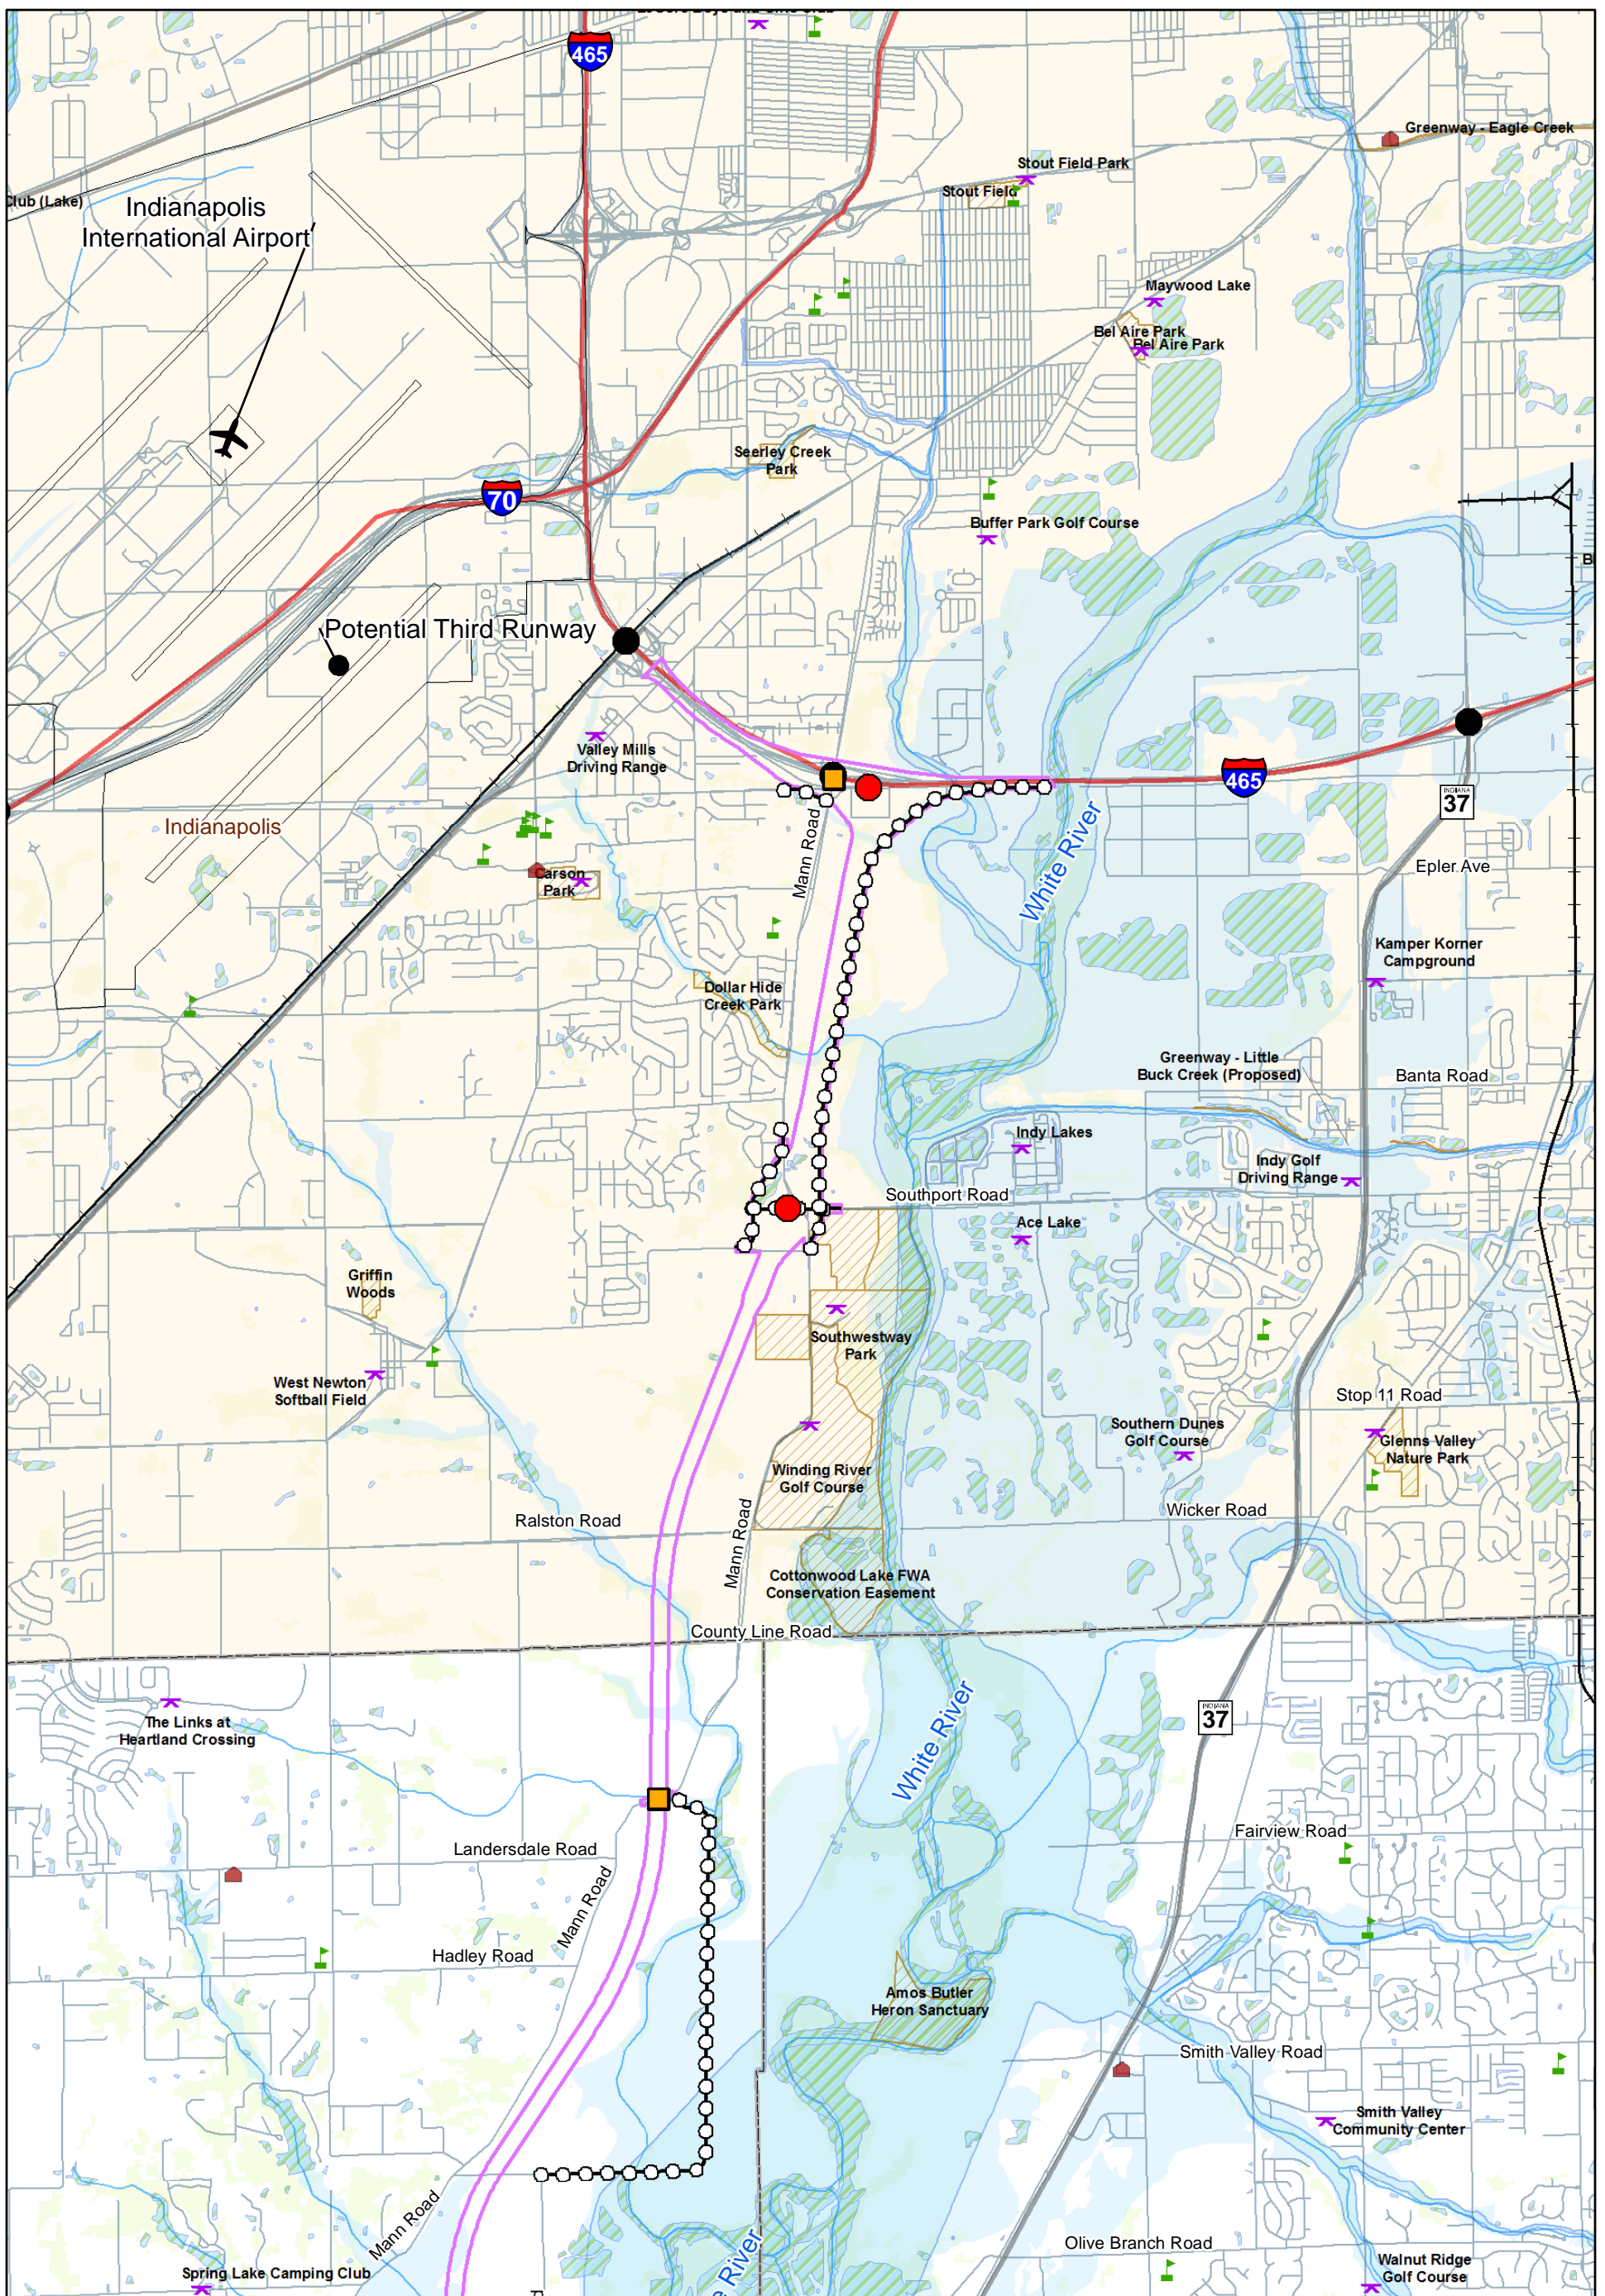 465
Greenway - Eagle Creek
Stout Field Park
Stout Field
Club (Lake)
Indianapolis
International Airport
Maywood Lake
Bel Aire Park
Bel Aire Park
Seerley Creek
Park
70
Buffer Park Golf Course
Potential Third Runway
Valley Mills
Driving Range
465
INDIANA
37
Indianapolis
Mann Road
White River
Epler Ave
Carson
Park
Kamper Korner
Campground
Dollar Hide
Creek Park
Greenway - Little
Buck Creek (Proposed)
Banta Road
Indy Lakes
Indy Golf
Driving Range
Southport Road
Ace Lake
Griffin
Woods
Southwestway
Park
West Newton
Softball Field
Stop 11 Road
Southern Dunes
Golf Course
Glenns Valley
Nature Park
Winding River
Golf Course
Wicker Road
Ralston Road
Mann Road
Cottonwood Lake FWA
Conservation Easement
County Line Road
White River
INDIANA
37
The Links at
Heartland Crossing
Fairview Road
Landersdale Road
Mann Road
Hadley Road
Amos Butler
Heron Sanctuary
Smith Valley Road
Smith Valley
Community Center
Mann Road
Olive Branch Road
Spring Lake Camping Club
River
Walnut Ridge
Golf Course